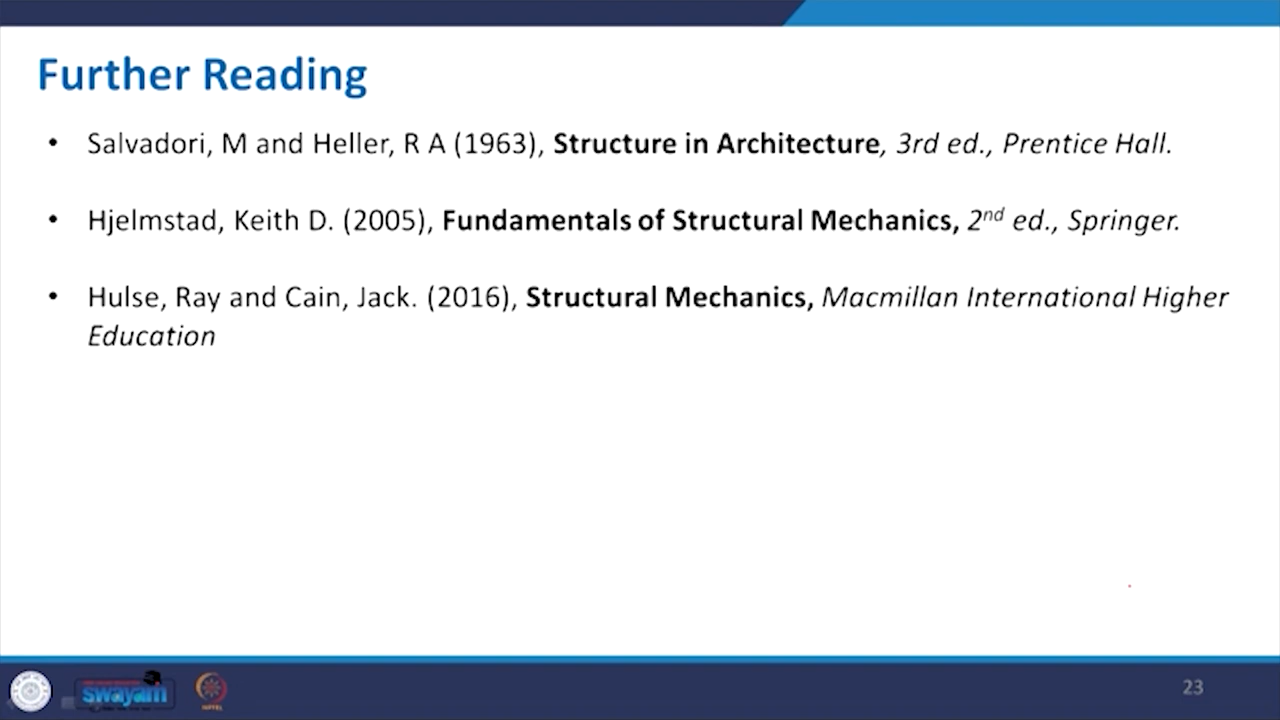 Further Reading
• Salvadori, M and Heller, R A (1963), Structure in Architecture, 3rd ed., Prentice Hall.
• Hjelmstad, Keith D. (2005), Fundamentals of Structural Mechanics, 2nd ed., Springer.
• Hulse, Ray and Cain, Jack. (2016), Structural Mechanics, Macmillan International Higher
Education
swayam
23